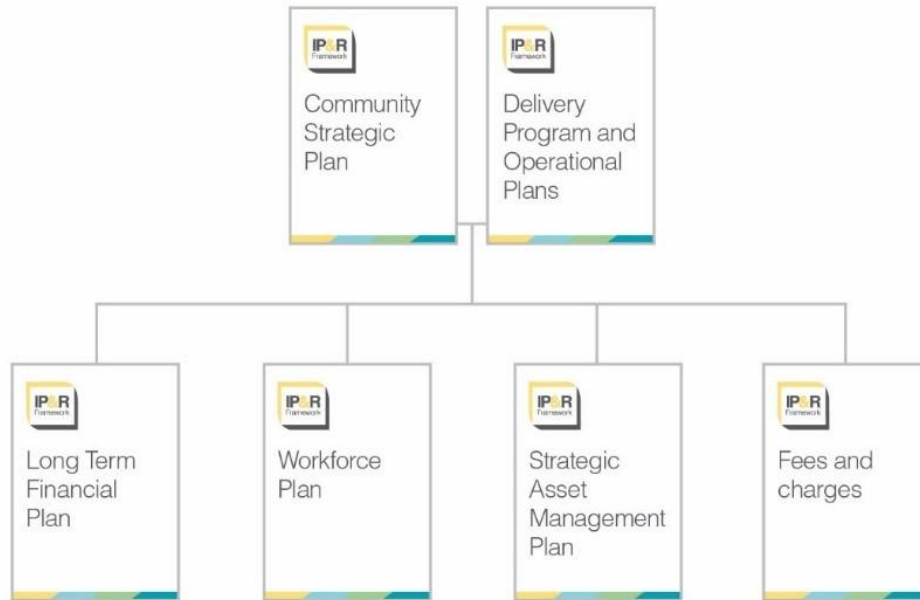 IP&R
Framework
Community
Strategic
Plan
IP&R
Framework
Delivery
Program and
Operational
Plans
IP&R
Framework
Long Term
Financial
Plan
IP&R
Framework
Workforce
Plan
IP&R
Framework
Strategic
Asset
Management
Plan
IP&R
Framework
Fees and
charges